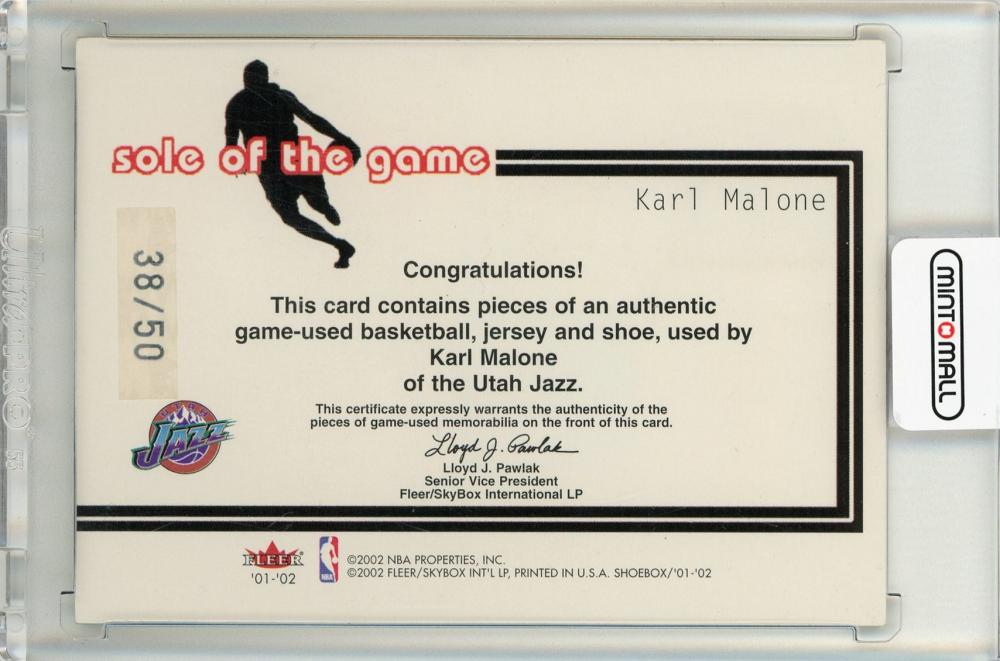 sole of the game
Karl Malone
38/50
Congratulations!
This card contains pieces of an authentic
game-used basketball, jersey and shoe, used by
Karl Malone
of the Utah Jazz.
This certificate expressly warrants the authenticity of the
pieces of game-used memorabilia on the front of this card.
Lloyd J. Pawlak
Lloyd J. Pawlak
Senior Vice President
Fleer/SkyBox International LP
UTAH
JAZZ
FLEER®
'01-'02
NBA
©2002 NBA PROPERTIES, INC.
©2002 FLEER/SKYBOX INT'L LP, PRINTED IN U.S.A. SHOEBOX/'01-'02
MINT MALL
Ultra PRO®